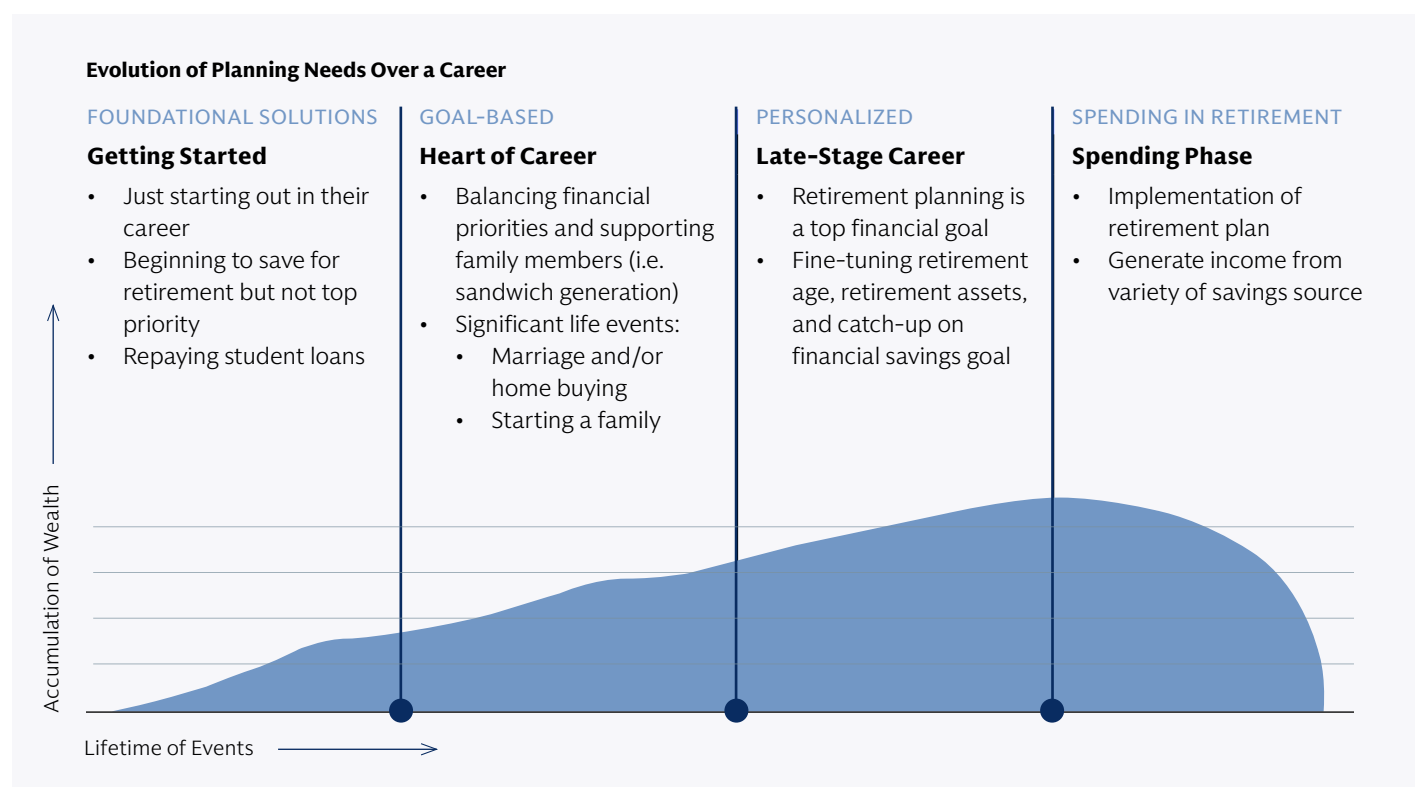 Evolution of Planning Needs Over a Career
FOUNDATIONAL SOLUTIONS
Getting Started
• Just starting out in their
career
• Beginning to save for
retirement but not top
priority
• Repaying student loans
GOAL-BASED
Heart of Career
• Balancing financial
priorities and supporting
family members (i.e.
sandwich generation)
• Significant life events:
• Marriage and/or
home buying
• Starting a family
PERSONALIZED
Late-Stage Career
• Retirement planning is
a top financial goal
• Fine-tuning retirement
age, retirement assets,
and catch-up on
financial savings goal
SPENDING IN RETIREMENT
Spending Phase
• Implementation of
retirement plan
• Generate income from
variety of savings source
Accumulation of Wealth
Lifetime of Events